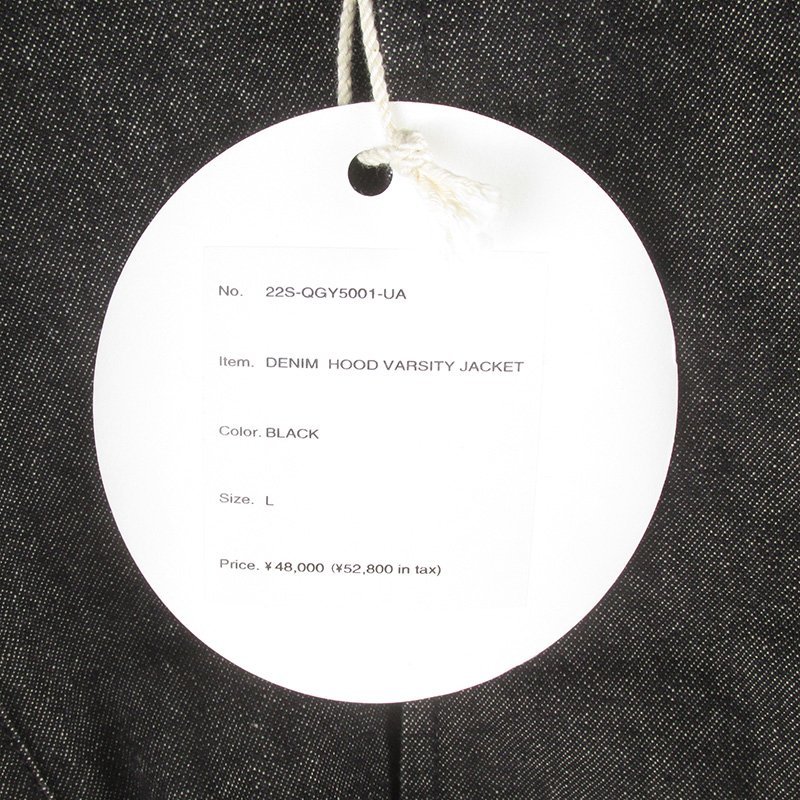 No. 22S-QGY5001-UA
Item. DENIM HOOD VARSITY JACKET
Color. BLACK
Size. L
Price. ¥48,000 (¥52,800 in tax)